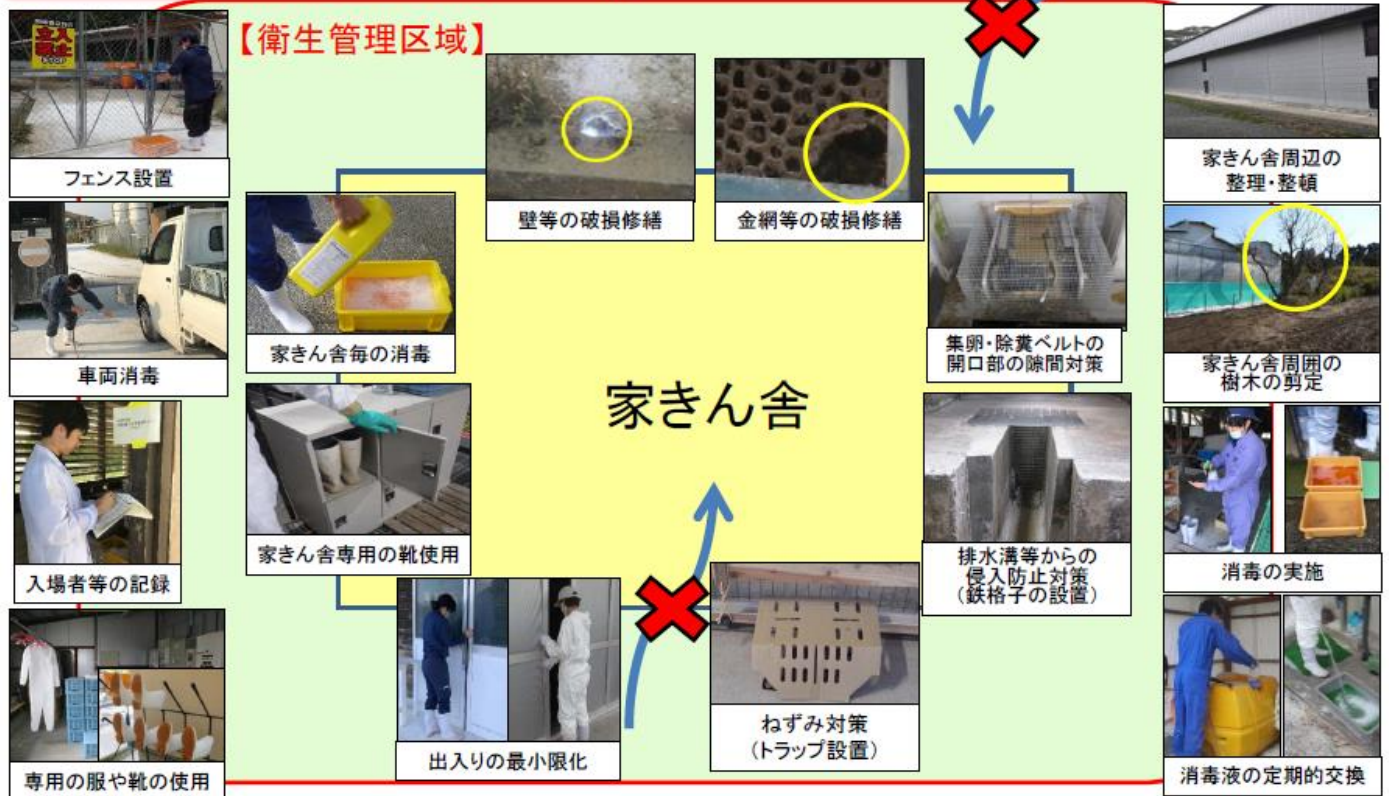 【衛生管理区域】
立入
禁止
フェンス設置
車両消毒
入場者等の記録
専用の服や靴の使用
壁等の破損修繕
金網等の破損修繕
家きん舎毎の消毒
家きん舎専用の靴使用
家きん舎
集卵・除糞ベルトの
開口部の隙間対策
排水溝等からの
侵入防止対策
(鉄格子の設置)
出入りの最小限化
ねずみ対策
(トラップ設置)
家きん舎周辺の
整理・整頓
家きん舎周囲の
樹木の剪定
消毒の実施
消毒液の定期的交換